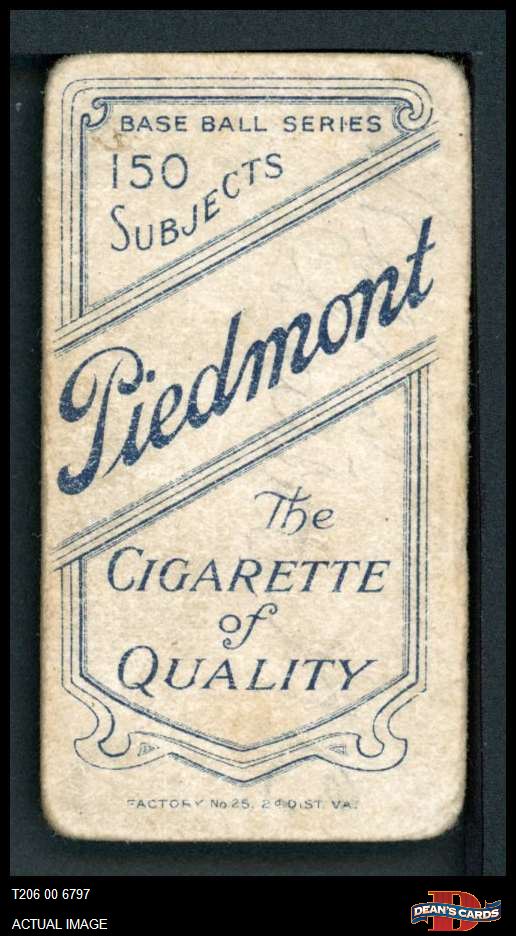 BASE BALL SERIES
150
SUBJECTS
Piedmont
The
CIGARETTE
of
QUALITY
FACTORY No 25, 2D DIST. VA.
T206 00 6797
ACTUAL IMAGE
D
DEAN'S CARDS